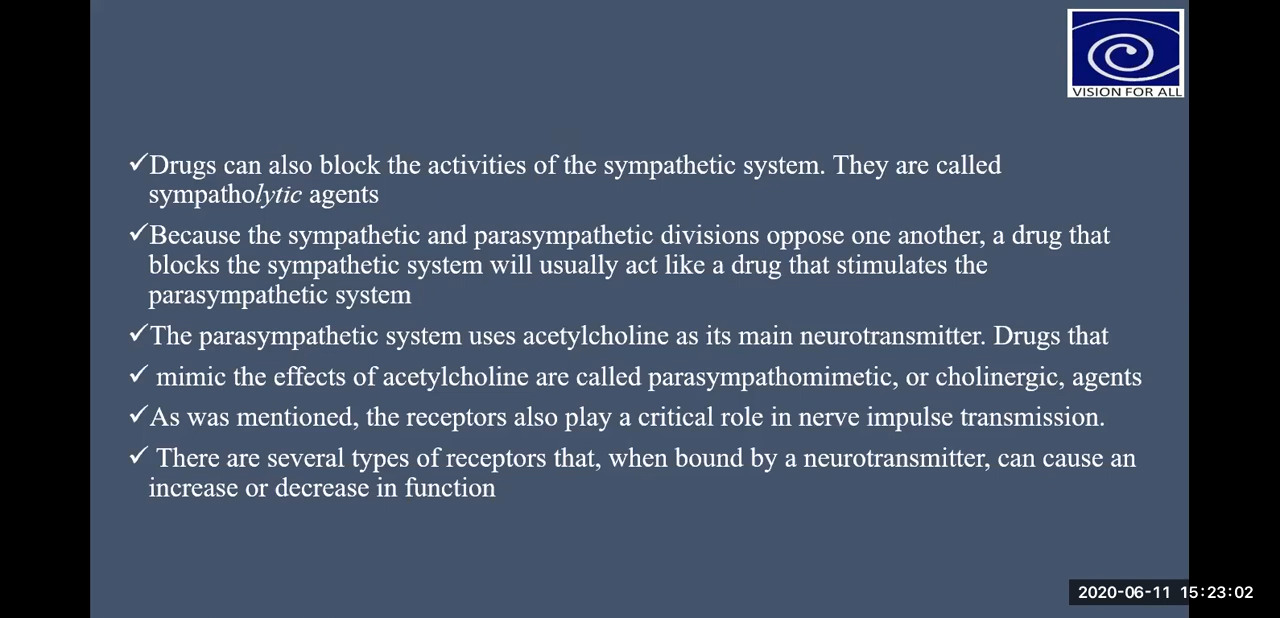 VISION FOR ALL
✓Drugs can also block the activities of the sympathetic system. They are called
sympatholytic agents
✓Because the sympathetic and parasympathetic divisions oppose one another, a drug that
blocks the sympathetic system will usually act like a drug that stimulates the
parasympathetic system
✓The parasympathetic system uses acetylcholine as its main neurotransmitter. Drugs that
✓ mimic the effects of acetylcholine are called parasympathomimetic, or cholinergic, agents
✓As was mentioned, the receptors also play a critical role in nerve impulse transmission.
✓ There are several types of receptors that, when bound by a neurotransmitter, can cause an
increase or decrease in function
2020-06-11 15:23:02